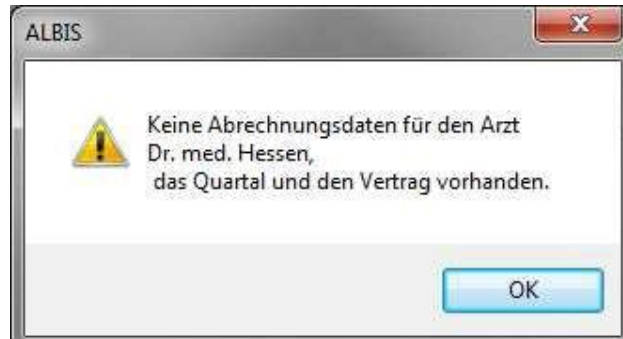 ALBIS
Keine Abrechnungsdaten für den Arzt
Dr. med. Hessen,
das Quartal und den Vertrag vorhanden.
OK